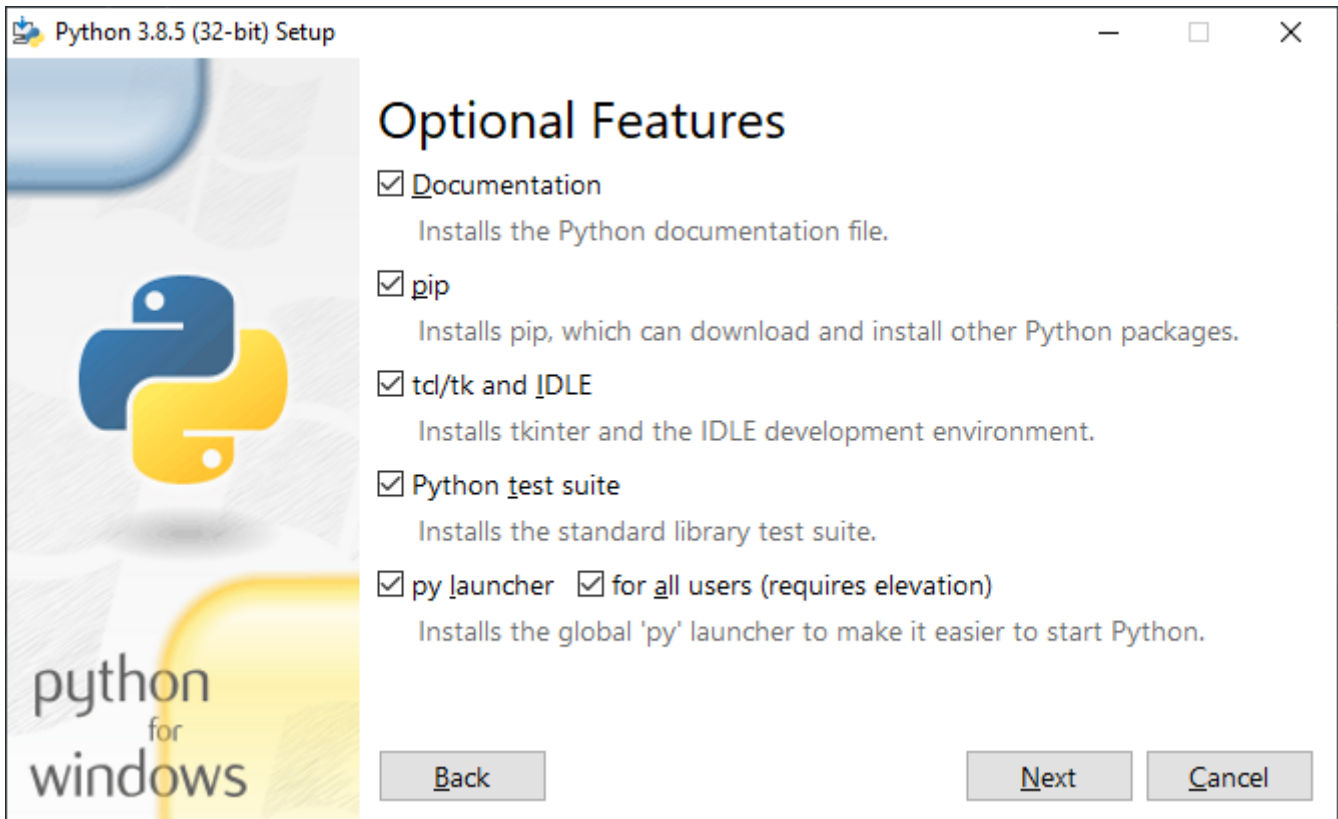 Python 3.8.5 (32-bit) Setup
Optional Features
Documentation
Installs the Python documentation file.
pip
Installs pip, which can download and install other Python packages.
tcl/tk and IDLE
Installs tkinter and the IDLE development environment.
Python test suite
Installs the standard library test suite.
py launcher for all users (requires elevation)
Installs the global 'py' launcher to make it easier to start Python.
python
for
windows
Back Next Cancel